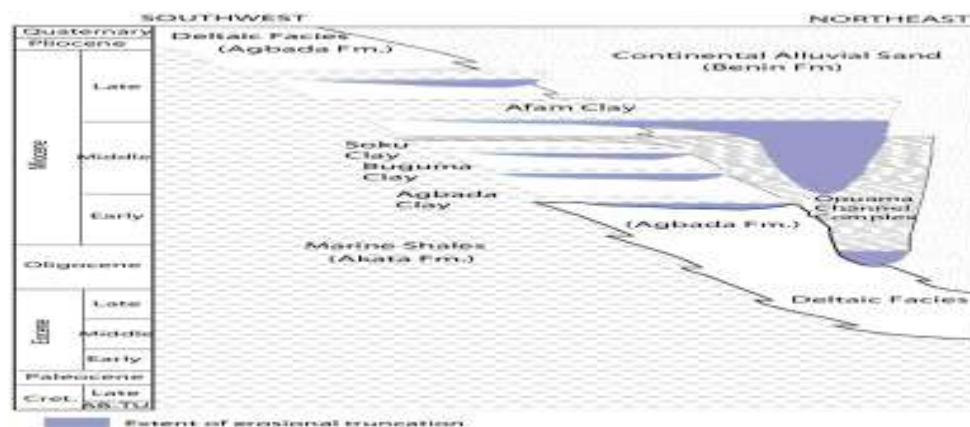 SOUTHWEST
NORTHEAST
Quaternary
Pliocene
Deltaic Facies
(Agbada Fm.)
Continental Alluvial Sand
(Benin Fm)
Late
Afam Clay
Miocene
Middle
Soku
Clay
Buguma
Clay
Agbada
Clay
Early
Opuama
Channel
Complex
(Agbada Fm.)
Marine Shales
(Akata Fm.)
Oligocene
Deltaic Facies
Late
Eocene
Middle
Early
Paleocene
Cret.
Late
AB-TU
Extent of erosional truncation